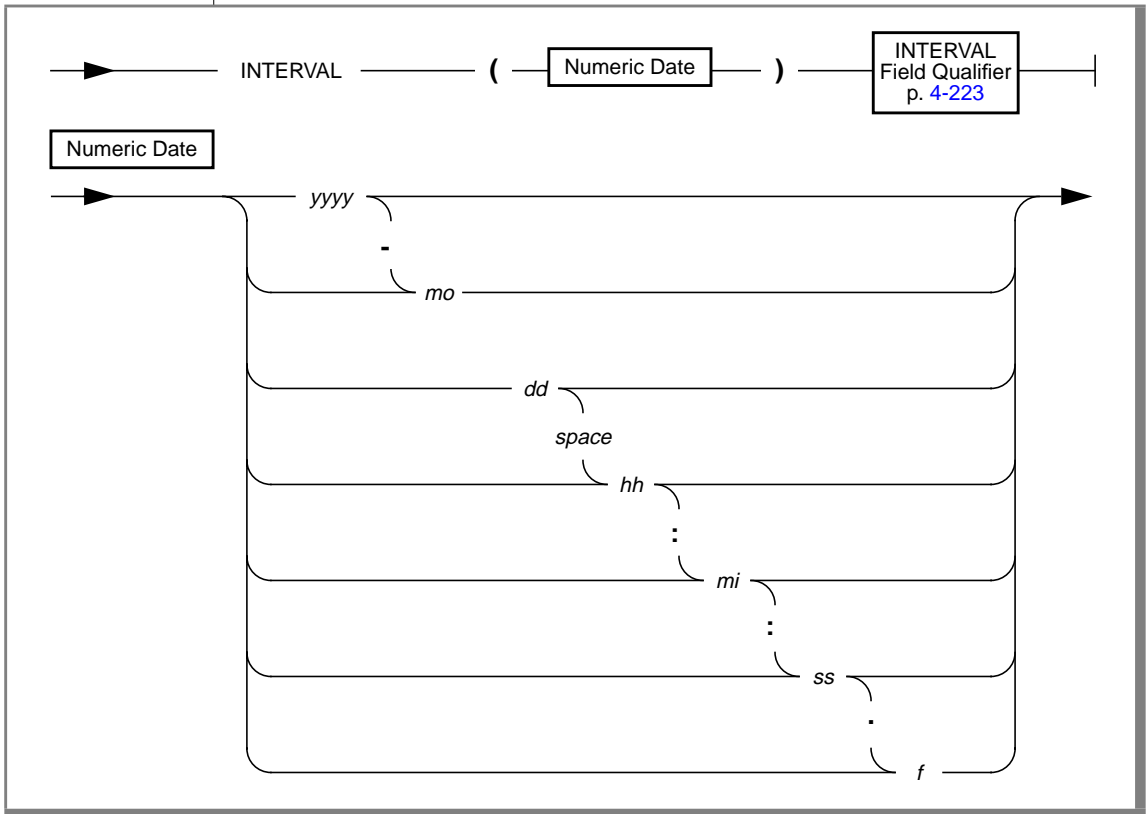 INTERVAL ( Numeric Date ) INTERVAL
Field Qualifier
p. 4-223
Numeric Date
yyyy
-
mo
dd
space
hh
:
mi
:
ss
.
f